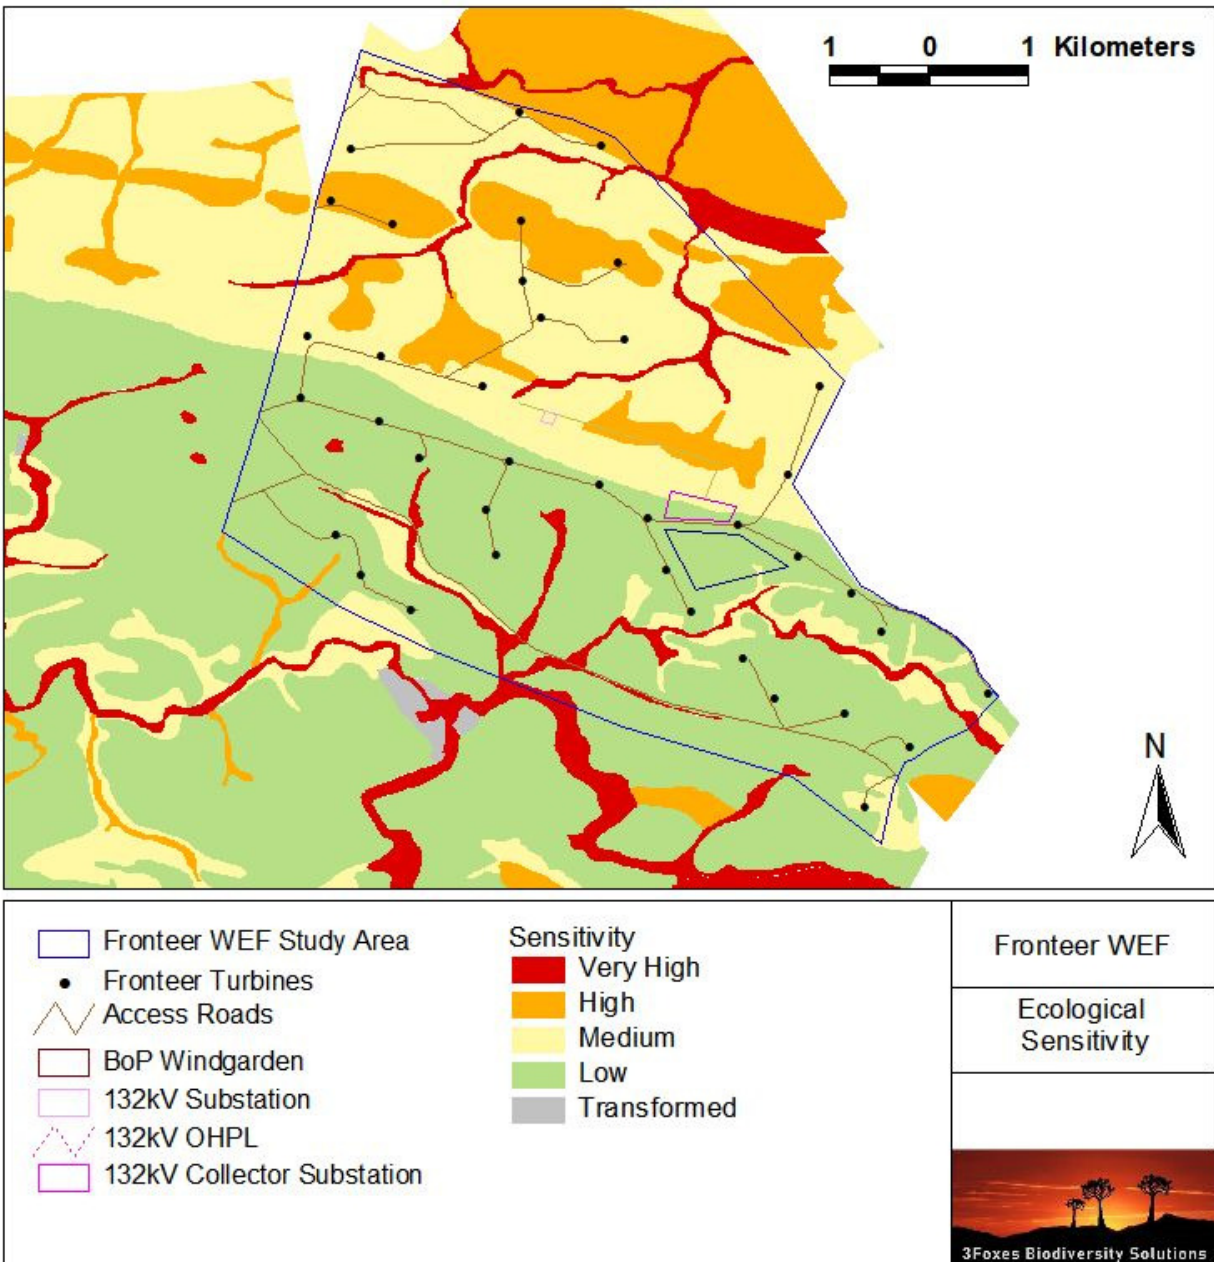 1 0 1 Kilometers
N
Fronteer WEF Study Area
Fronteer Turbines
Access Roads
BoP Windgarden
132kV Substation
132kV OHPL
132kV Collector Substation
Sensitivity
Very High
High
Medium
Low
Transformed
Fronteer WEF
Ecological
Sensitivity
3Foxes Biodiversity Solutions